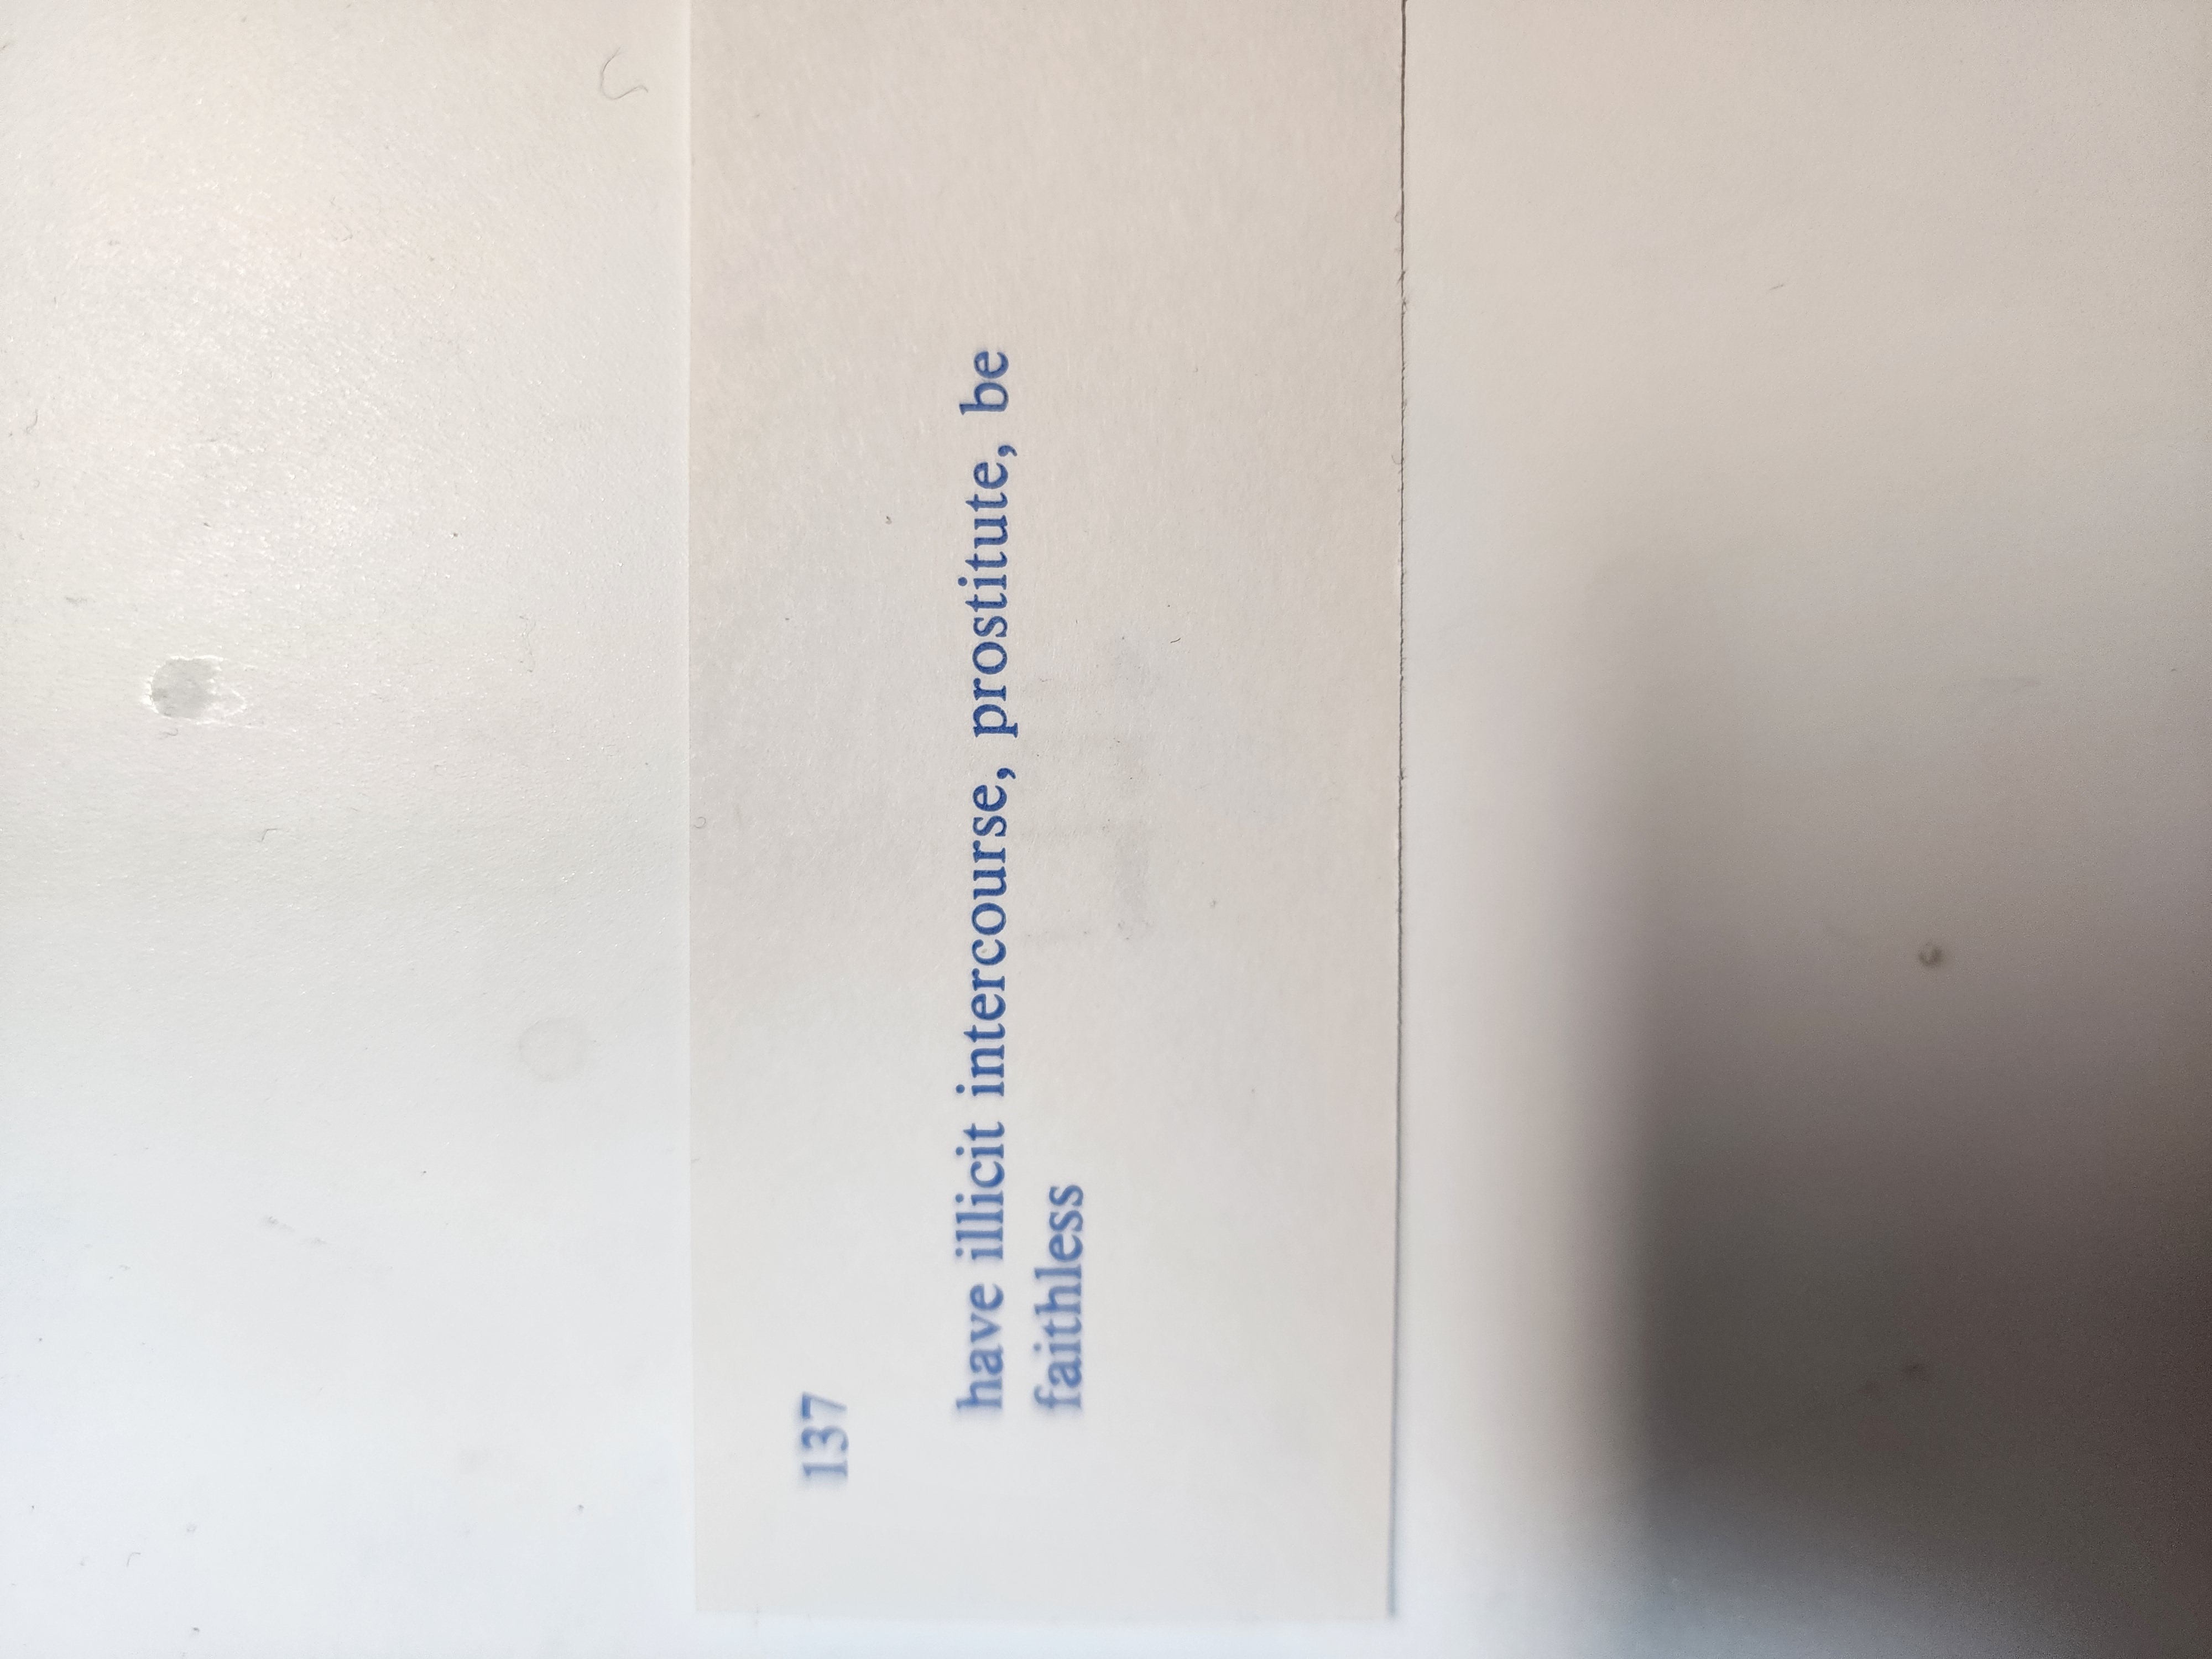 137
have illicit intercourse, prostitute, be
faithless